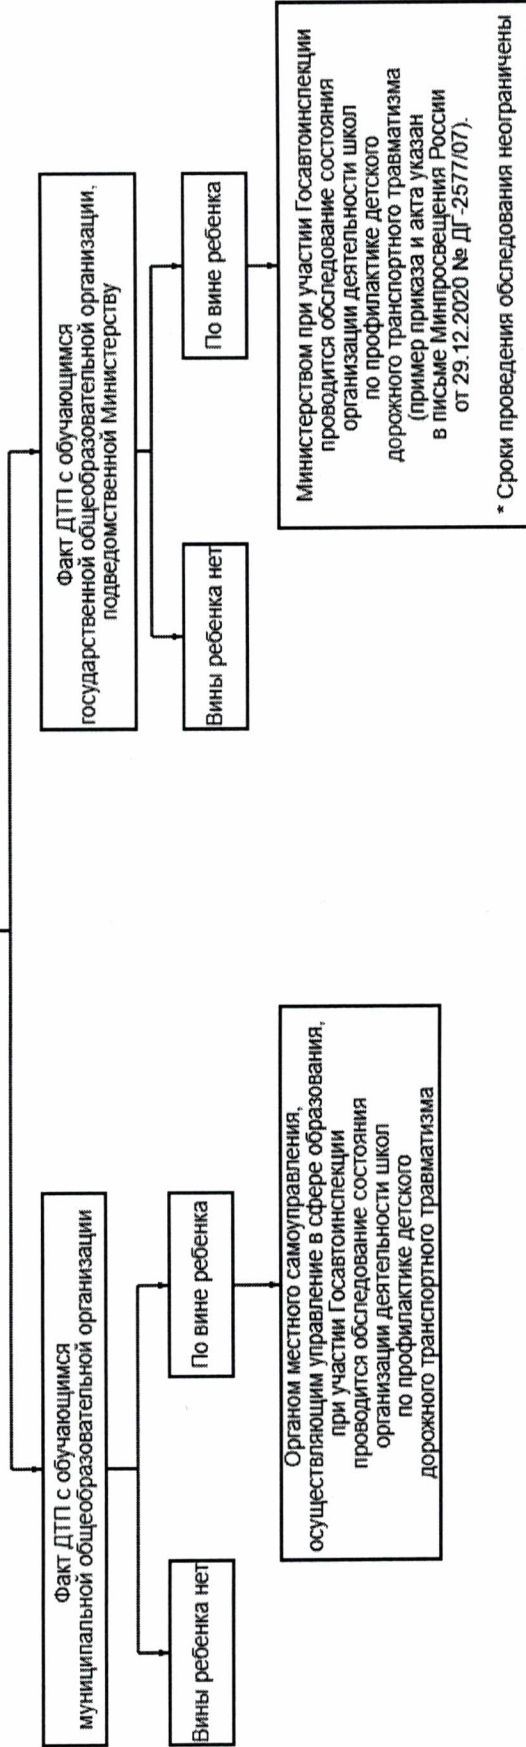 Факт ДТП с обучающимся
муниципальной общеобразовательной организации
Вины ребенка нет
По вине ребенка
Органом местного самоуправления,
осуществляющим управление в сфере образования,
при участии Госавтоинспекции
проводится обследование состояния
организации деятельности школ
по профилактике детского
дорожного транспортного травматизма
Факт ДТП с обучающимся
государственной общеобразовательной организации,
подведомственной Министерству
Вины ребенка нет
По вине ребенка
Министерством при участии Госавтоинспекции
проводится обследование состояния
организации деятельности школ
по профилактике детского
дорожного транспортного травматизма
(пример приказа и акта указан
в письме Минпросвещения России
от 29.12.2020 № ДГ-2577/07).
* Сроки проведения обследования неограничены